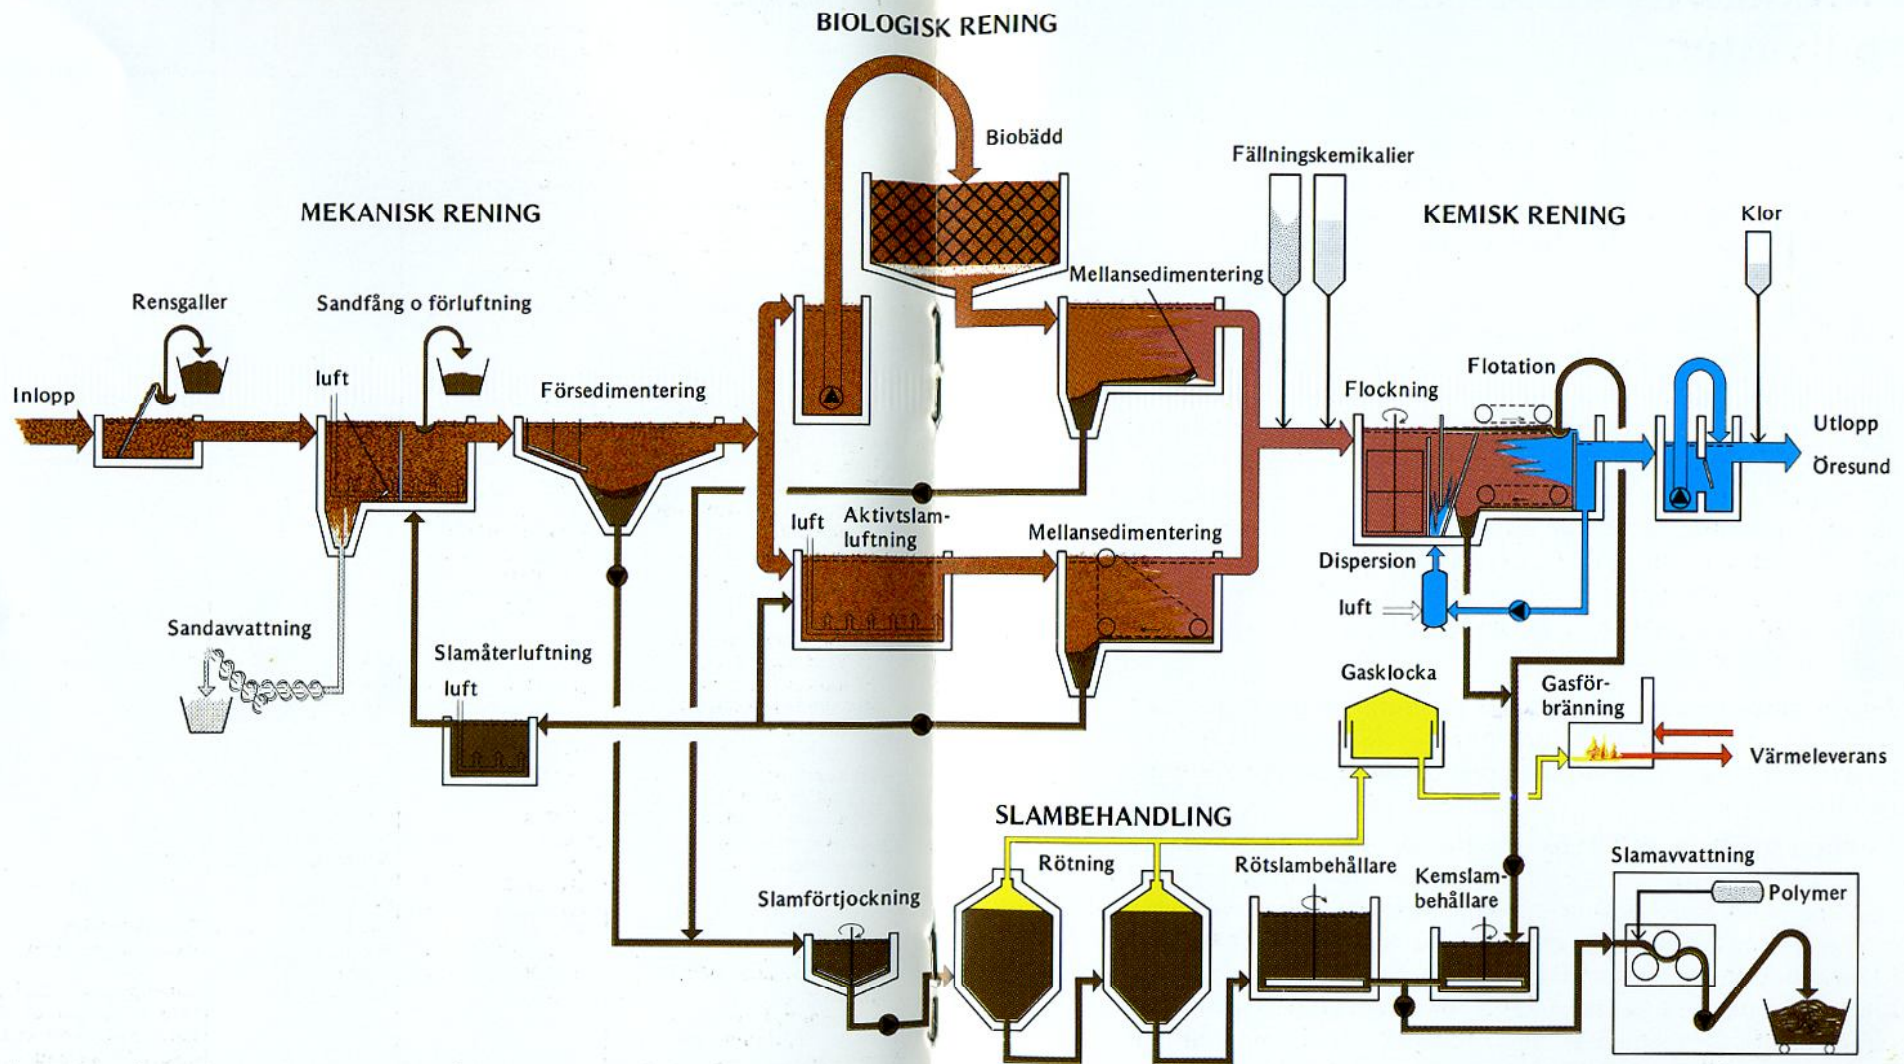 BIOLOGISK RENING
Biobädd
Fällningskemikalier
MEKANISK RENING
KEMISK RENING
Klor
Mellansedimentering
Rensgaller
Sandfång o förluftning
luft
Försedimentering
Flotation
Flockning
Inlopp
Utlopp
Öresund
luft
Aktivtslam-
luftning
Mellansedimentering
Dispersion
luft
Sandavvattning
Slamåterluftning
luft
Gasklocka
Gasför-
bränning
Värmeleverans
SLAMBEHANDLING
Rötning
Rötslambehållare
Kemslam-
behållare
Slamavvattning
Polymer
Slamförtjockning